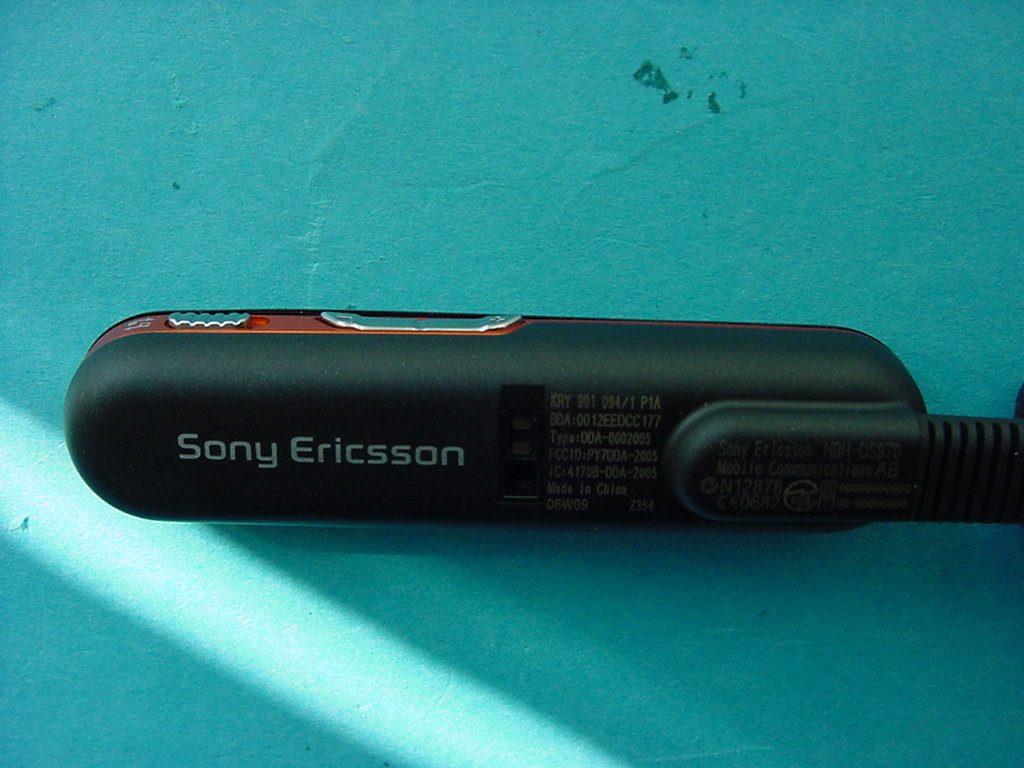 Sony Ericsson
KRY 901 094/1 P1A
BDA:0012EEDCC177
Type:DDA-0002005
FCCID:PY7DDA-2005
IC:4170B-DDA-2005
Made in China
06W09 Z354
Sony Ericsson HBH-DS970
Mobile Communications AB
N12878
CE0682